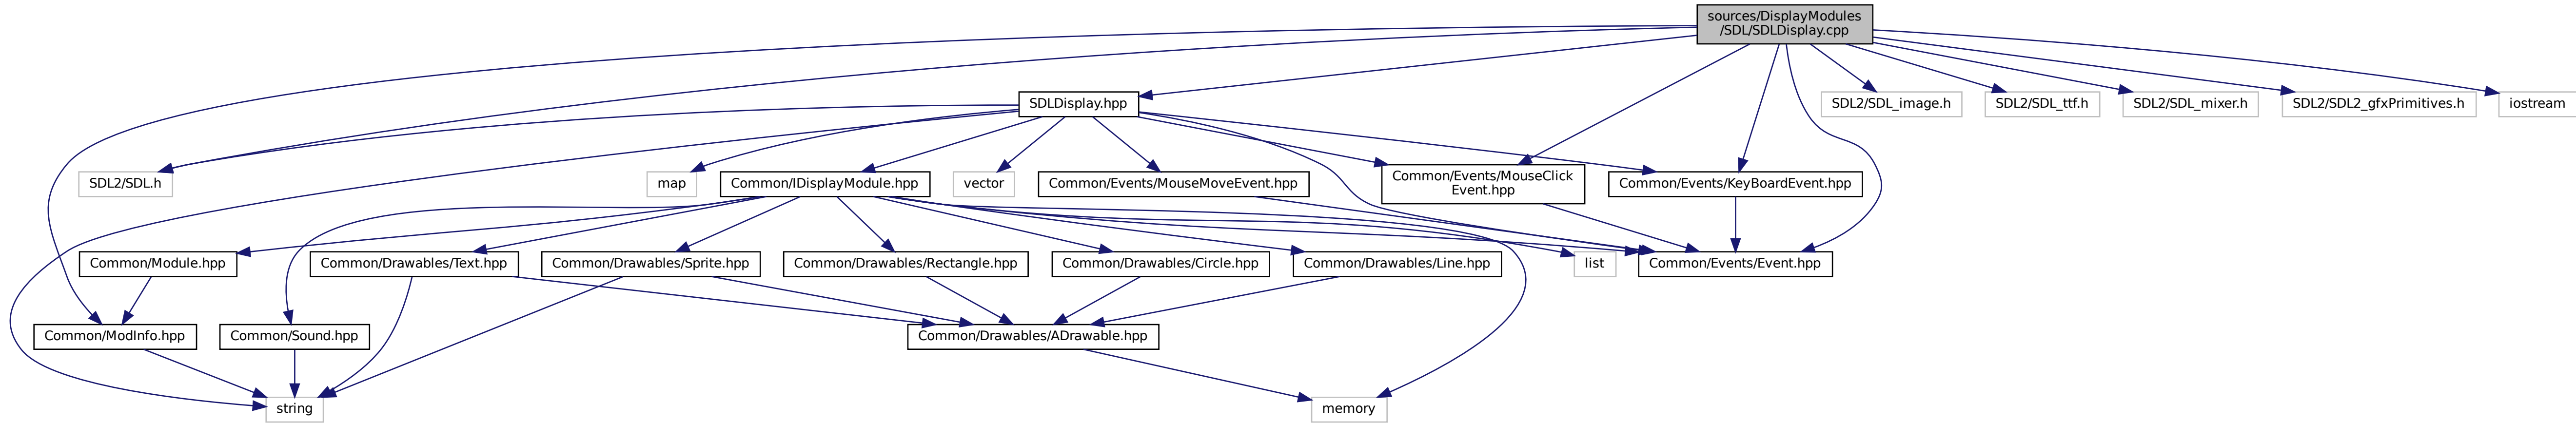 sources/DisplayModules
/SDL/SDLDisplay.cpp
SDLDisplay.hpp
SDL2/SDL_image.h
SDL2/SDL_ttf.h
SDL2/SDL_mixer.h
SDL2/SDL2_gfxPrimitives.h
iostream
SDL2/SDL.h
map
Common/IDisplayModule.hpp
vector
Common/Events/MouseMoveEvent.hpp
Common/Events/MouseClick
Event.hpp
Common/Events/KeyBoardEvent.hpp
Common/Module.hpp
Common/Drawables/Text.hpp
Common/Drawables/Sprite.hpp
Common/Drawables/Rectangle.hpp
Common/Drawables/Circle.hpp
Common/Drawables/Line.hpp
list
Common/Events/Event.hpp
Common/ModInfo.hpp
Common/Sound.hpp
Common/Drawables/ADrawable.hpp
string
memory